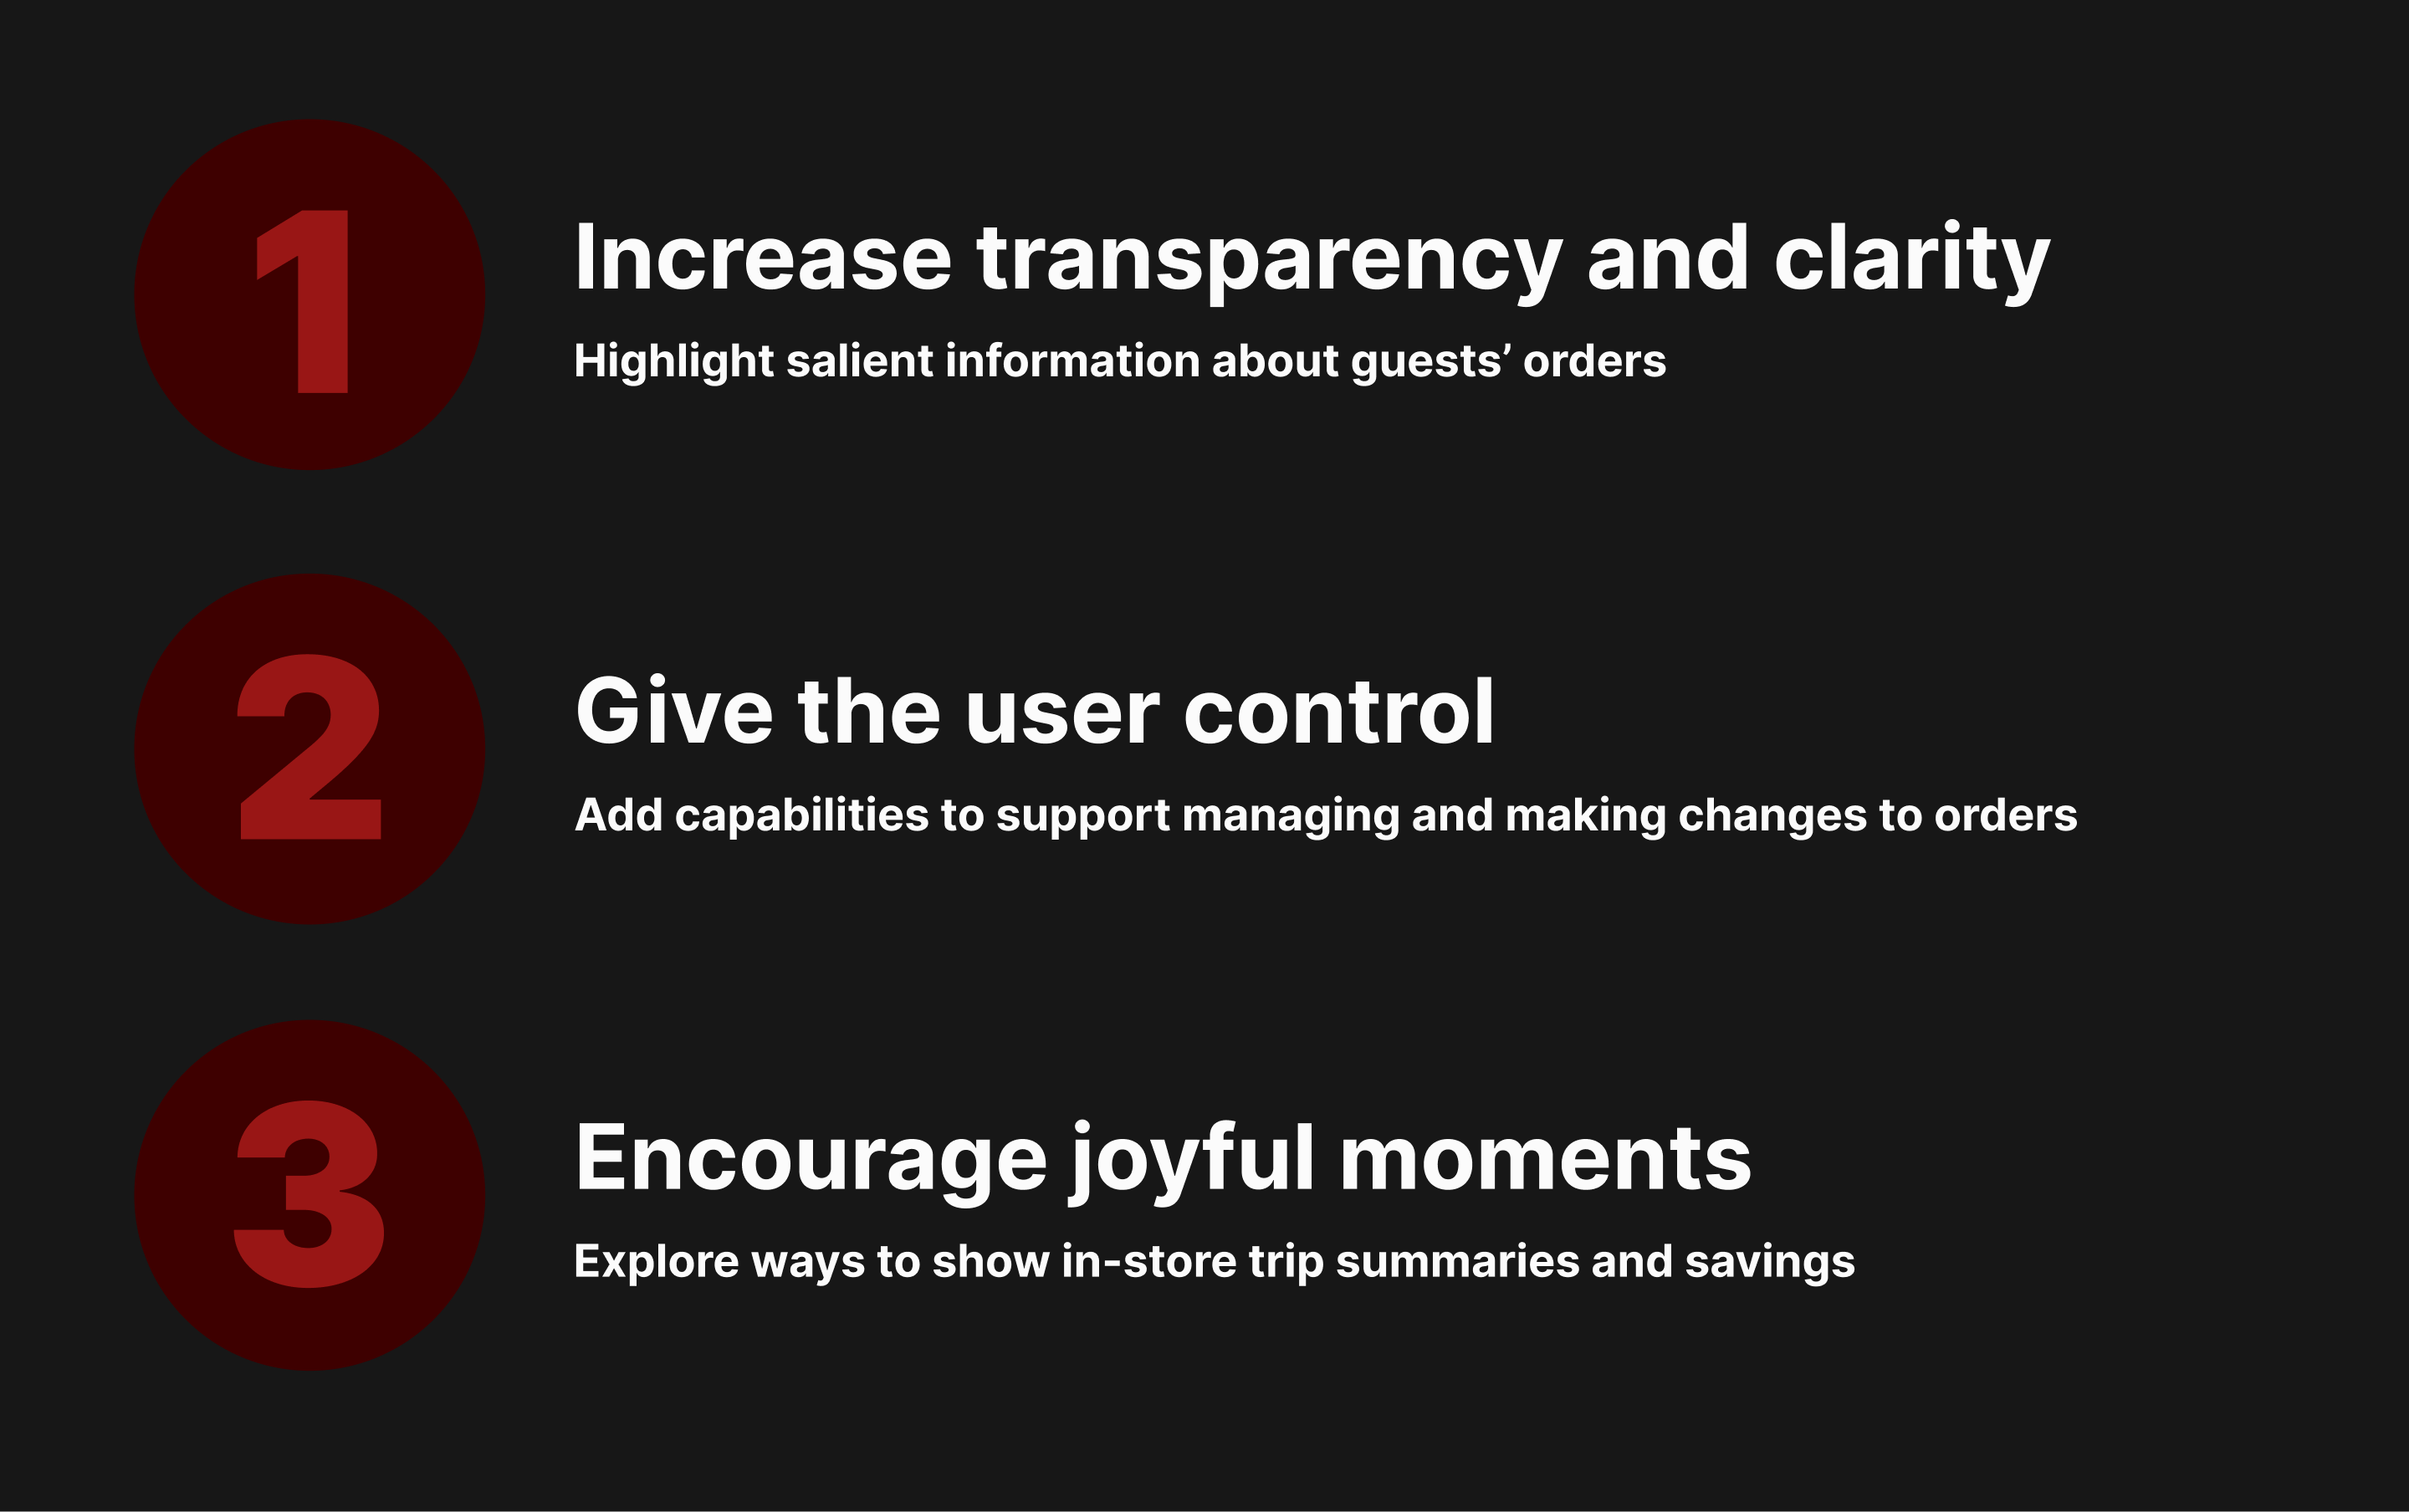 1
Increase transparency and clarity
Highlight salient information about guests’ orders
2
Give the user control
Add capabilities to support managing and making changes to orders
3
Encourage joyful moments
Explore ways to show in-store trip summaries and savings